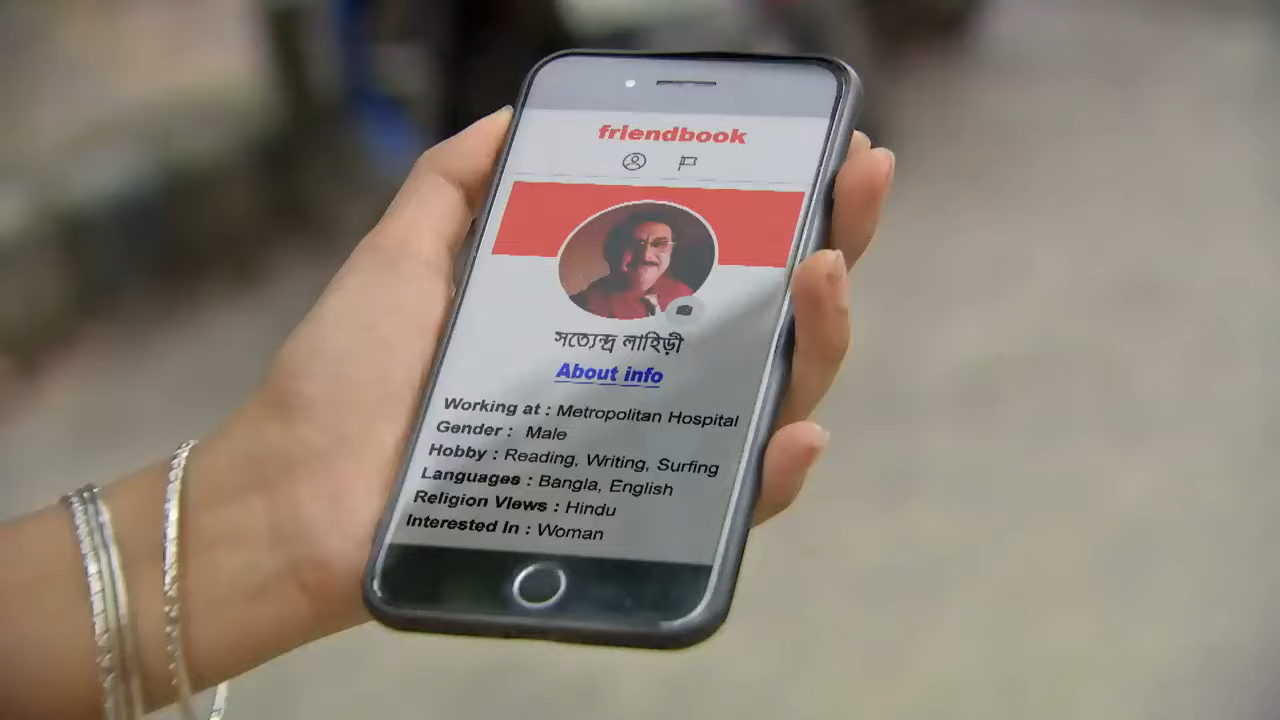 friendbook
সত্যেন্দ্র লাহিড়ী
About info
Working at : Metropolitan Hospital
Gender : Male
Hobby : Reading, Writing, Surfing
Languages : Bangla, English
Religion Views : Hindu
Interested In : Woman